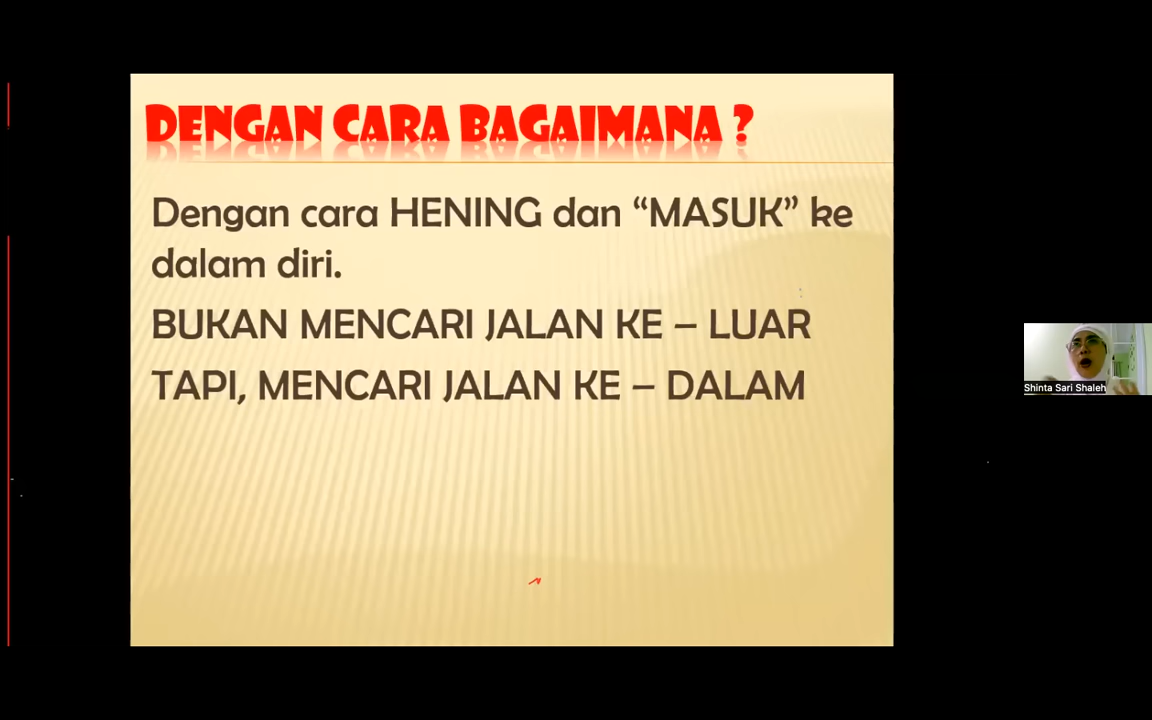 DENGAN CARA BAGAIMANA ?
Dengan cara HENING dan “MASUK” ke
dalam diri.
BUKAN MENCARI JALAN KE – LUAR
TAPI, MENCARI JALAN KE – DALAM
Shinta Sari Shaleh